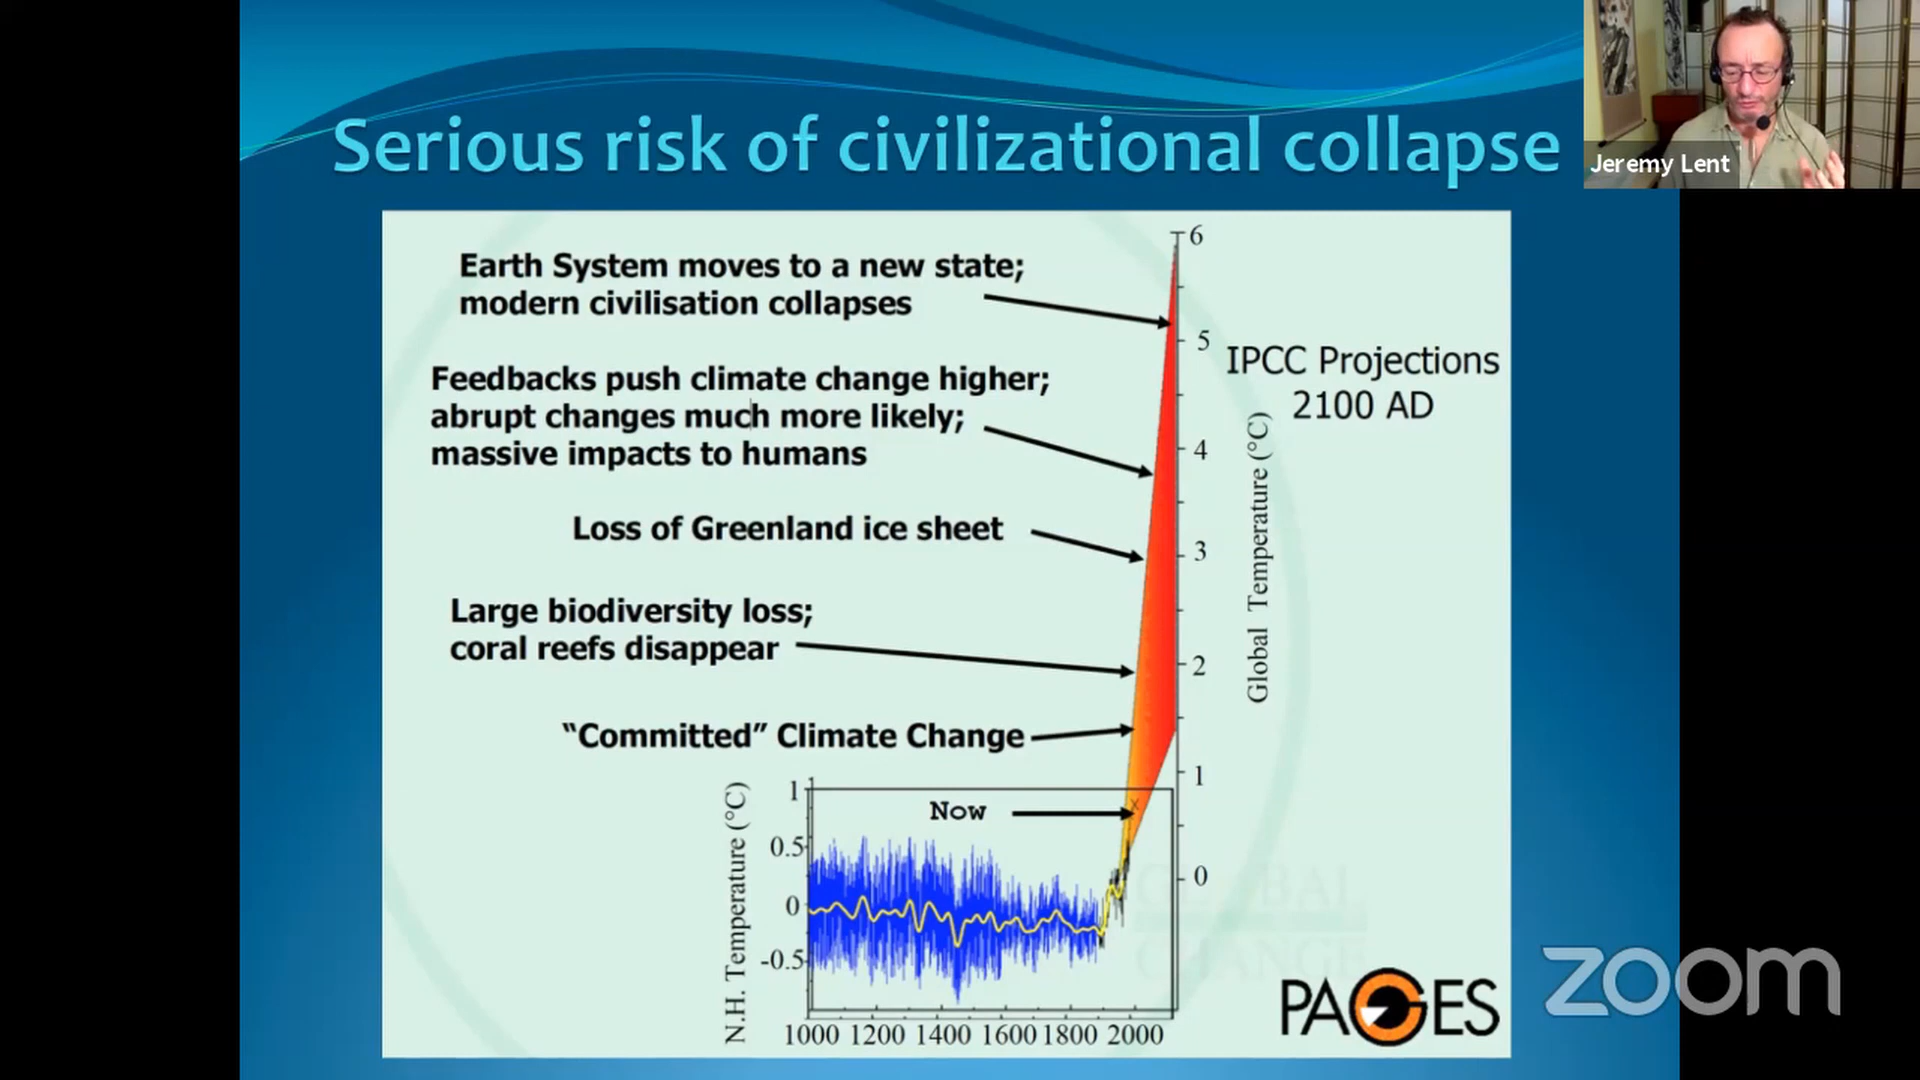 Serious risk of civilizational collapse
Jeremy Lent
Earth System moves to a new state;
modern civilisation collapses
Feedbacks push climate change higher;
abrupt changes much more likely;
massive impacts to humans
Loss of Greenland ice sheet
Large biodiversity loss;
coral reefs disappear
“Committed” Climate Change
Now
IPCC Projections
2100 AD
Global Temperature (°C)
6
5
4
3
2
1
0
N.H. Temperature (°C)
1
0.5
0
-0.5
1000 1200 1400 1600 1800 2000
GLOBAL
CHANGE
PAGES
zoom